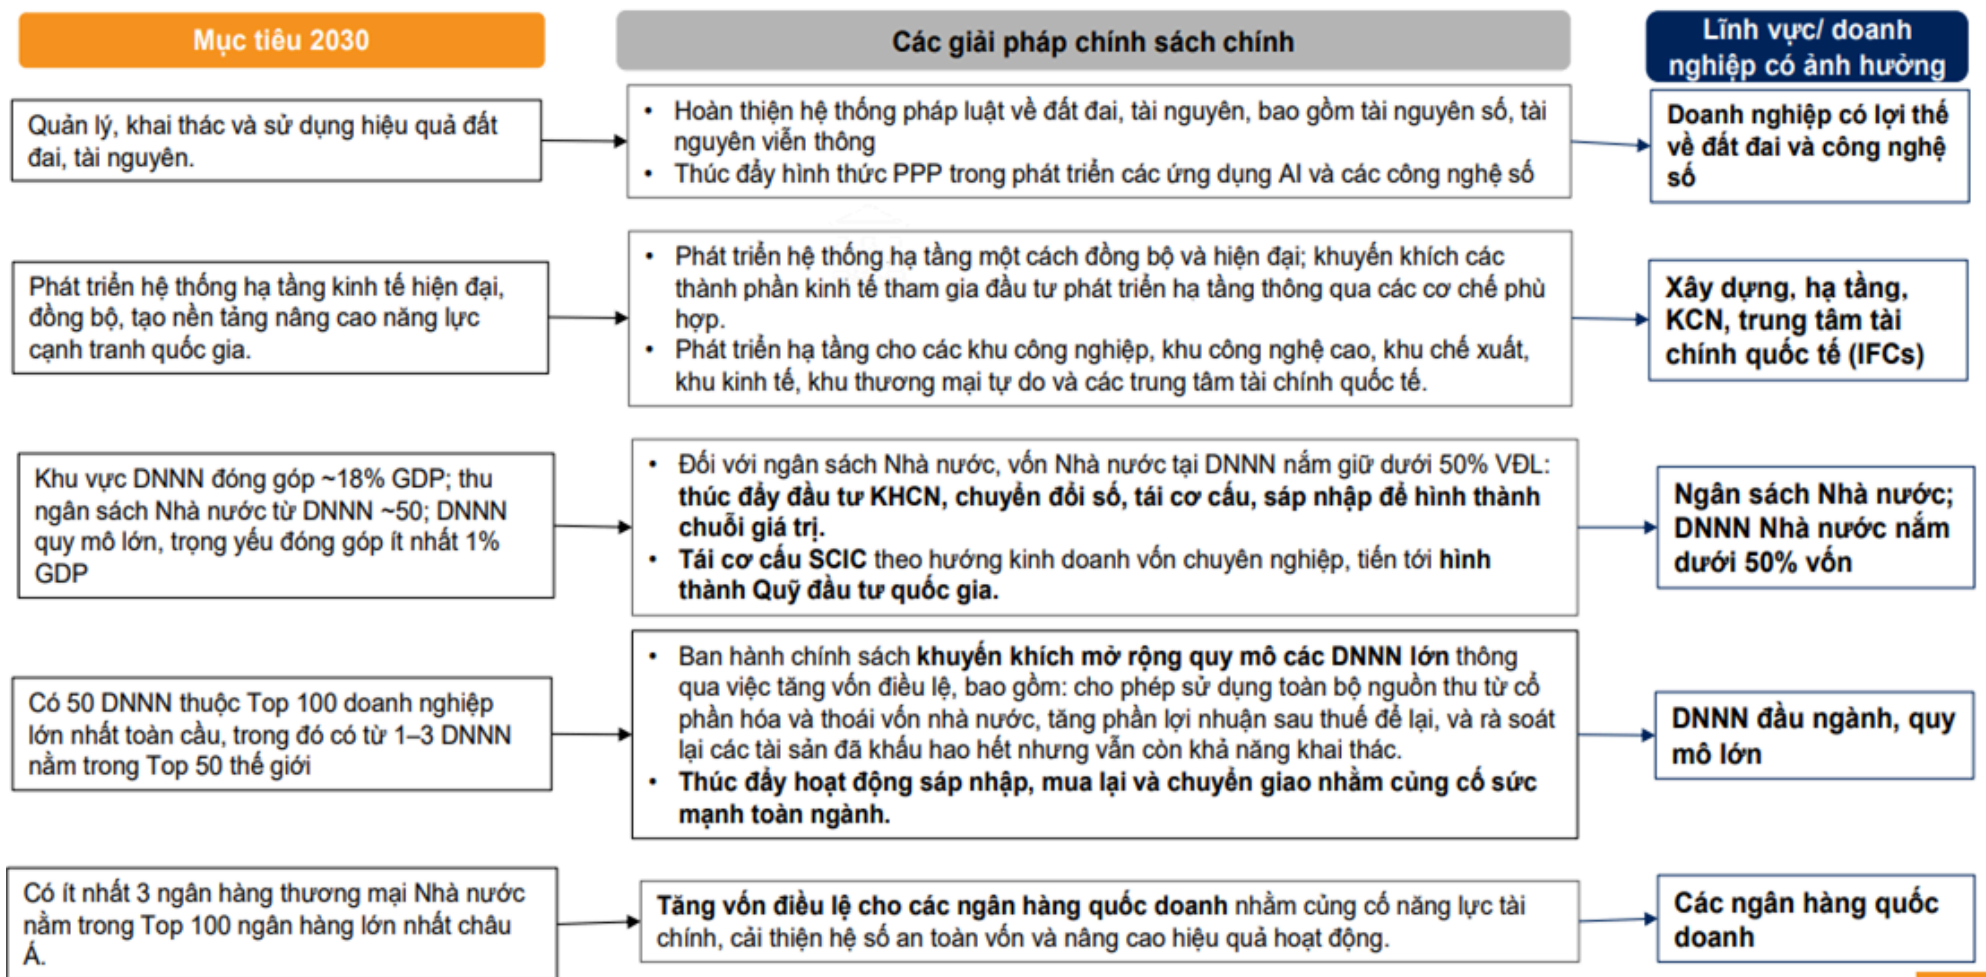 Mục tiêu 2030
Các giải pháp chính sách chính
Lĩnh vực/ doanh
nghiệp có ảnh hưởng
Quản lý, khai thác và sử dụng hiệu quả đất
đai, tài nguyên.
• Hoàn thiện hệ thống pháp luật về đất đai, tài nguyên, bao gồm tài nguyên số, tài
nguyên viễn thông
• Thúc đẩy hình thức PPP trong phát triển các ứng dụng AI và các công nghệ số
Doanh nghiệp có lợi thế
về đất đai và công nghệ
số
Phát triển hệ thống hạ tầng kinh tế hiện đại,
đồng bộ, tạo nền tảng nâng cao năng lực
cạnh tranh quốc gia.
• Phát triển hệ thống hạ tầng một cách đồng bộ và hiện đại; khuyến khích các
thành phần kinh tế tham gia đầu tư phát triển hạ tầng thông qua các cơ chế phù
hợp.
• Phát triển hạ tầng cho các khu công nghiệp, khu công nghệ cao, khu chế xuất,
khu kinh tế, khu thương mại tự do và các trung tâm tài chính quốc tế.
Xây dựng, hạ tầng,
KCN, trung tâm tài
chính quốc tế (IFCs)
Khu vực DNNN đóng góp ~18% GDP; thu
ngân sách Nhà nước từ DNNN ~50; DNNN
quy mô lớn, trọng yếu đóng góp ít nhất 1%
GDP
• Đối với ngân sách Nhà nước, vốn Nhà nước tại DNNN nắm giữ dưới 50% VĐL:
thúc đẩy đầu tư KHCN, chuyển đổi số, tái cơ cấu, sáp nhập để hình thành
chuỗi giá trị.
• Tái cơ cấu SCIC theo hướng kinh doanh vốn chuyên nghiệp, tiến tới hình
thành Quỹ đầu tư quốc gia.
Ngân sách Nhà nước;
DNNN Nhà nước nắm
dưới 50% vốn
Có 50 DNNN thuộc Top 100 doanh nghiệp
lớn nhất toàn cầu, trong đó có từ 1–3 DNNN
nằm trong Top 50 thế giới
• Ban hành chính sách khuyến khích mở rộng quy mô các DNNN lớn thông
qua việc tăng vốn điều lệ, bao gồm: cho phép sử dụng toàn bộ nguồn thu từ cổ
phần hóa và thoái vốn nhà nước, tăng phần lợi nhuận sau thuế để lại, và rà soát
lại các tài sản đã khấu hao hết nhưng vẫn còn khả năng khai thác.
• Thúc đẩy hoạt động sáp nhập, mua lại và chuyển giao nhằm củng cố sức
mạnh toàn ngành.
DNNN đầu ngành, quy
mô lớn
Có ít nhất 3 ngân hàng thương mại Nhà nước
nằm trong Top 100 ngân hàng lớn nhất châu
Á.
Tăng vốn điều lệ cho các ngân hàng quốc doanh nhằm củng cố năng lực tài
chính, cải thiện hệ số an toàn vốn và nâng cao hiệu quả hoạt động.
Các ngân hàng quốc
doanh